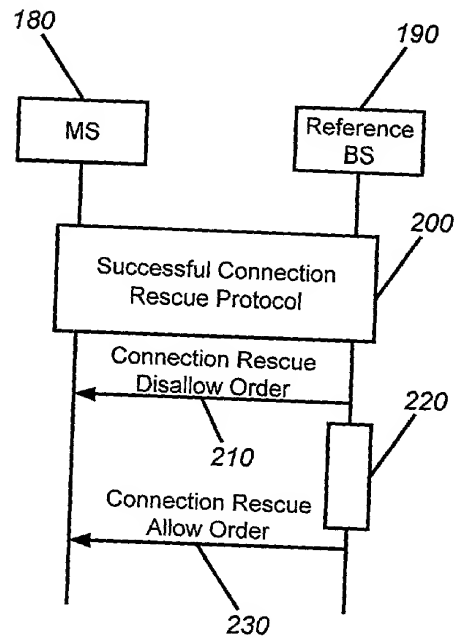 180
190
MS
Reference
BS
200
Successful Connection
Rescue Protocol
Connection Rescue
Disallow Order
220
210
Connection Rescue
Allow Order
230